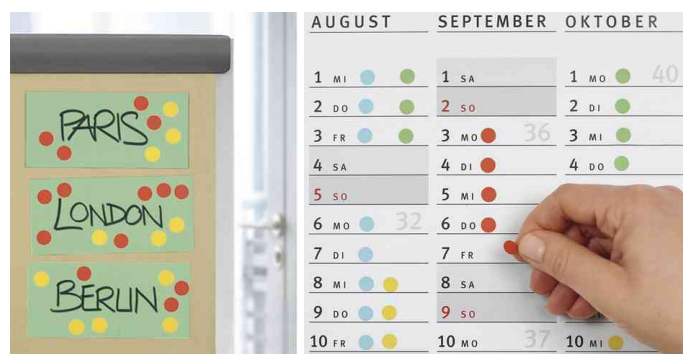 PARIS
LONDON
BERLIN
AUGUST
1 MI
2 DO
3 FR
4 SA
5 SO
6 MO 32
7 DI
8 MI
9 DO
10 FR
SEPTEMBER
1 SA
2 SO
3 MO 36
4 DI
5 MI
6 DO
7 FR
8 SA
9 SO
10 MO 37
OKTOBER
1 MO 40
2 DI
3 MI
4 DO
10 MI